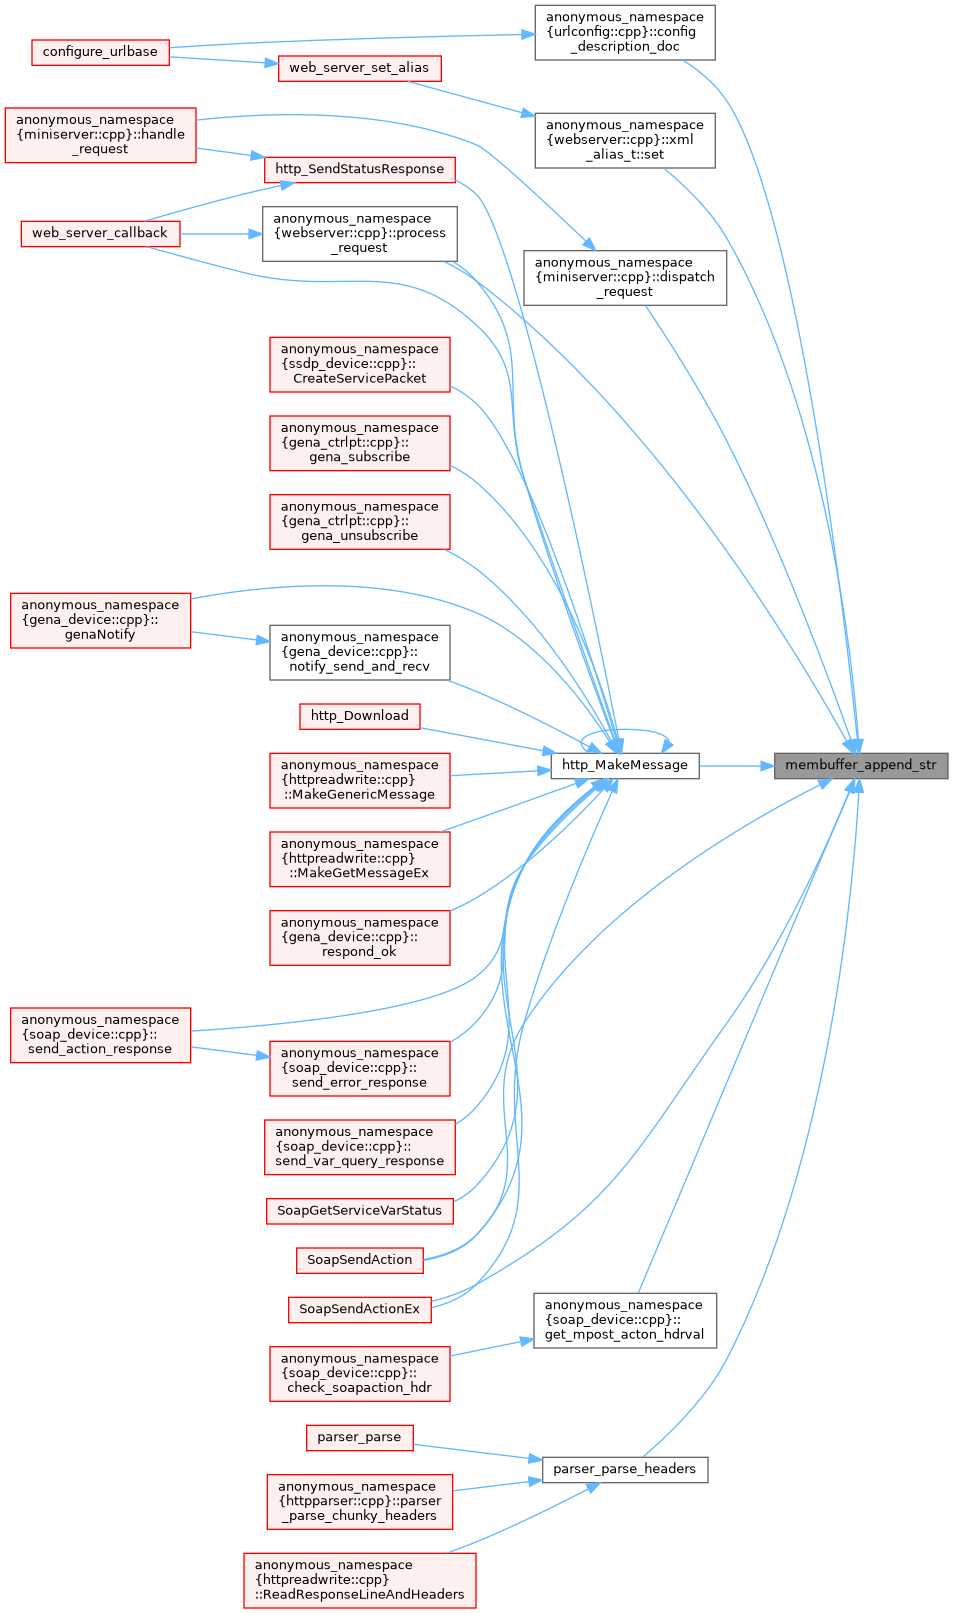 anonymous_namespace
{urlconfig::cpp}::config
_description_doc
configure_urlbase
web_server_set_alias
anonymous_namespace
{miniserver::cpp}::handle
_request
anonymous_namespace
{webserver::cpp}::xml
_alias_t::set
http_SendStatusResponse
web_server_callback
anonymous_namespace
{webserver::cpp}::process
_request
anonymous_namespace
{miniserver::cpp}::dispatch
_request
anonymous_namespace
{ssdp_device::cpp}::
CreateServicePacket
anonymous_namespace
{gena_ctrlpt::cpp}::
gena_subscribe
anonymous_namespace
{gena_ctrlpt::cpp}::
gena_unsubscribe
anonymous_namespace
{gena_device::cpp}::
genaNotify
anonymous_namespace
{gena_device::cpp}::
notify_send_and_recv
http_Download
http_MakeMessage
membuffer_append_str
anonymous_namespace
{httpreadwrite::cpp}
::MakeGenericMessage
anonymous_namespace
{httpreadwrite::cpp}
::MakeGetMessageEx
anonymous_namespace
{gena_device::cpp}::
respond_ok
anonymous_namespace
{soap_device::cpp}::
send_action_response
anonymous_namespace
{soap_device::cpp}::
send_error_response
anonymous_namespace
{soap_device::cpp}::
send_var_query_response
SoapGetServiceVarStatus
SoapSendAction
SoapSendActionEx
anonymous_namespace
{soap_device::cpp}::
get_mpost_acton_hdrval
anonymous_namespace
{soap_device::cpp}::
check_soapaction_hdr
parser_parse
parser_parse_headers
anonymous_namespace
{httpparser::cpp}::parser
_parse_chunky_headers
anonymous_namespace
{httpreadwrite::cpp}
::ReadResponseLineAndHeaders